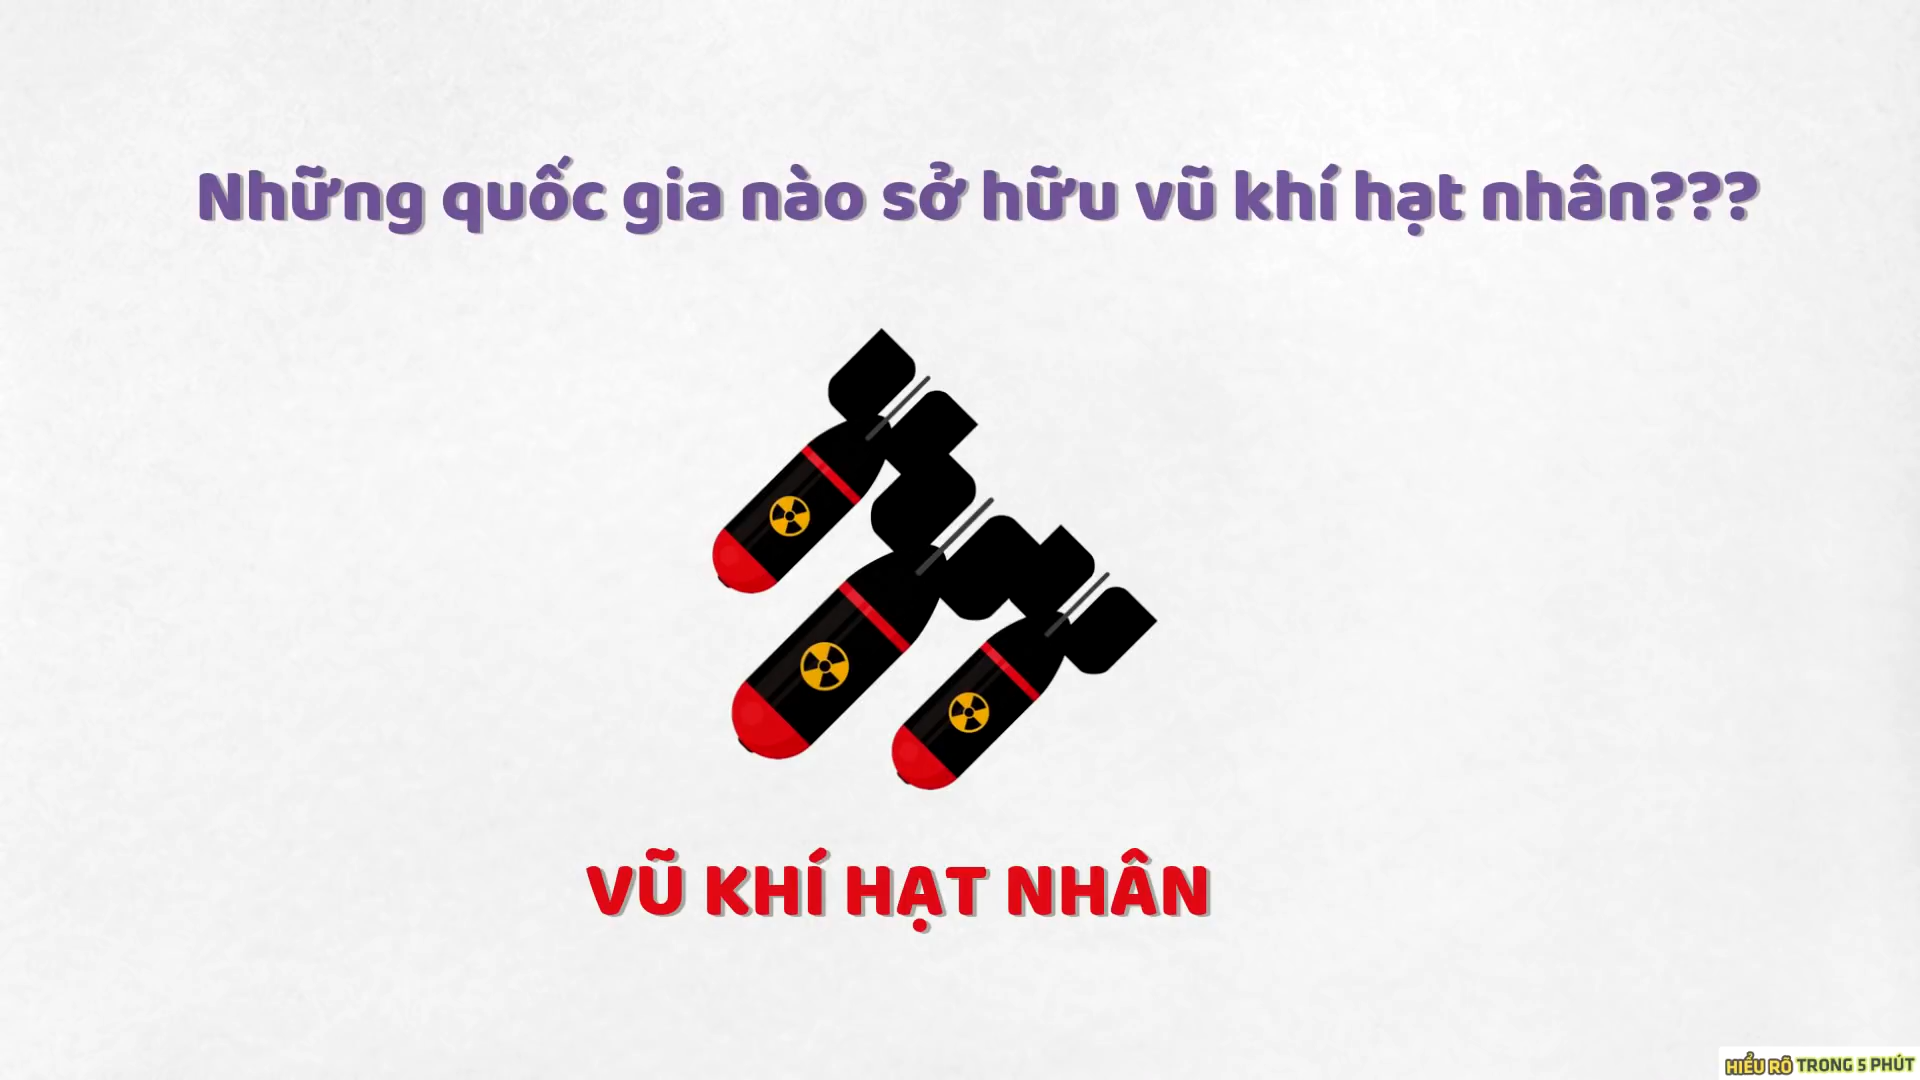 Những quốc gia nào sở hữu vũ khí hạt nhân???
VŨ KHÍ HẠT NHÂN
HIỂU RÕ TRONG 5 PHÚT